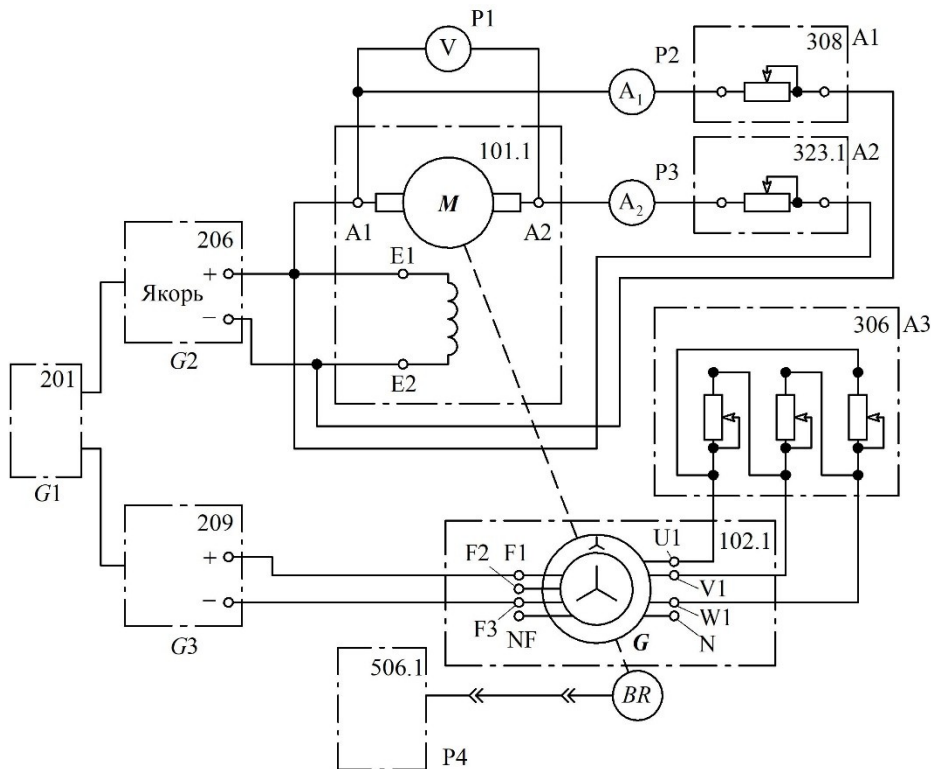 P1
V
P2
308 A1
A₁
101.1
P3
323.1 A2
M
A₂
A1
A2
206
E1
+
Якорь
−
G2
E2
306 A3
201
G1
209
+
−
G3
F2 F1
F3
NF
U1
102.1
V1
W1
G
N
506.1
BR
P4